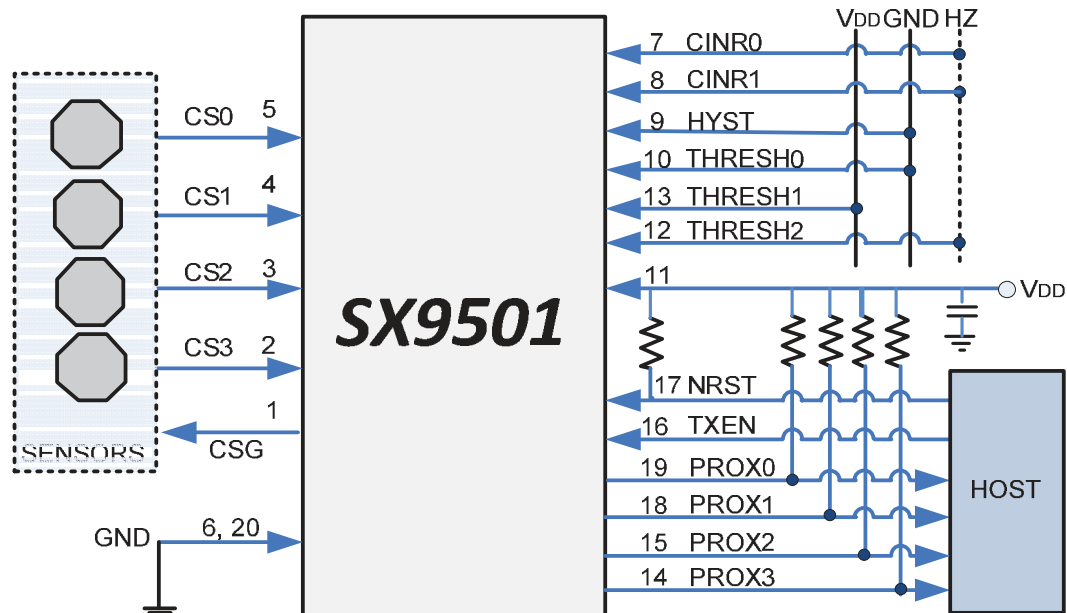 VDD GND HZ
7 CINR0
8 CINR1
9 HYST
10 THRESH0
13 THRESH1
12 THRESH2
11
VDD
CS0 5
CS1 4
CS2 3
CS3 2
1
CSG
SENSORS
SX9501
17 NRST
16 TXEN
19 PROX0
18 PROX1
15 PROX2
14 PROX3
HOST
GND 6, 20